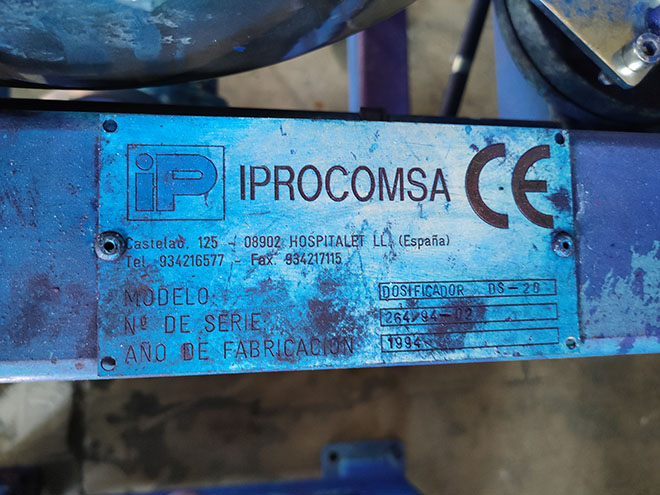 iP IPROCOMSA CE
Castelao, 125 - 08902 HOSPITALET LL. (España)
Tel. 934216577 - Fax 934217115
MODELO: DOSIFICADOR DS-20
Nº DE SERIE: 264/94-02
AÑO DE FABRICACION 1994